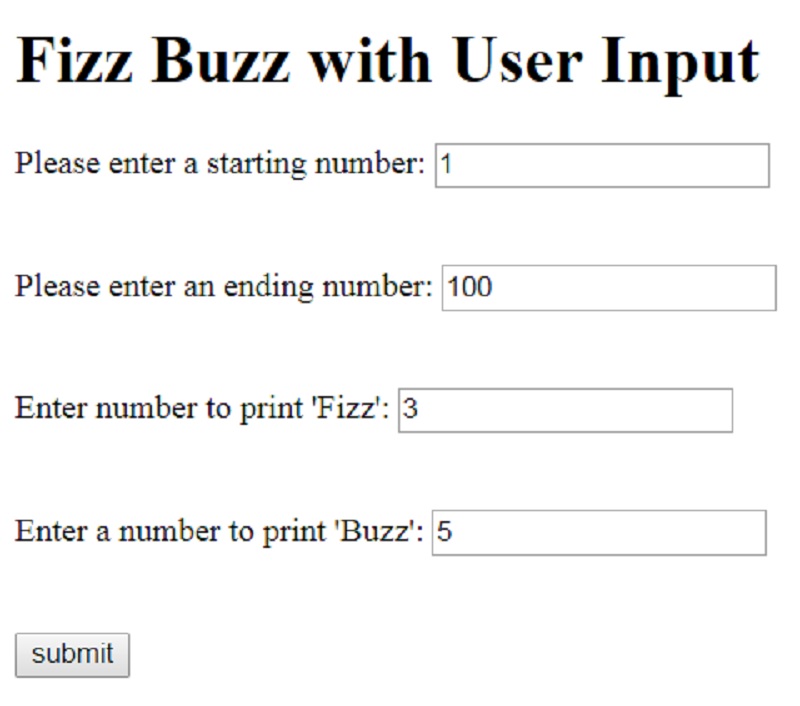 Fizz Buzz with User Input
Please enter a starting number: 1
Please enter an ending number: 100
Enter number to print 'Fizz': 3
Enter a number to print 'Buzz': 5
submit